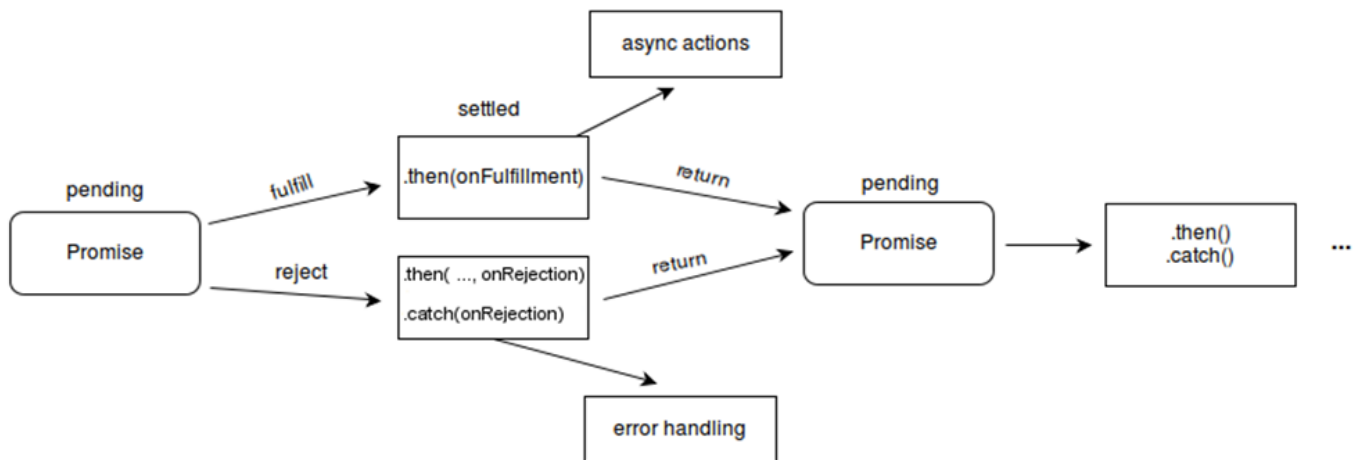 async actions
settled
.then(onFulfillment)
pending
fulfill
return
pending
Promise
Promise
.then()
.catch()
...
reject
.then( ..., onRejection)
.catch(onRejection)
return
error handling